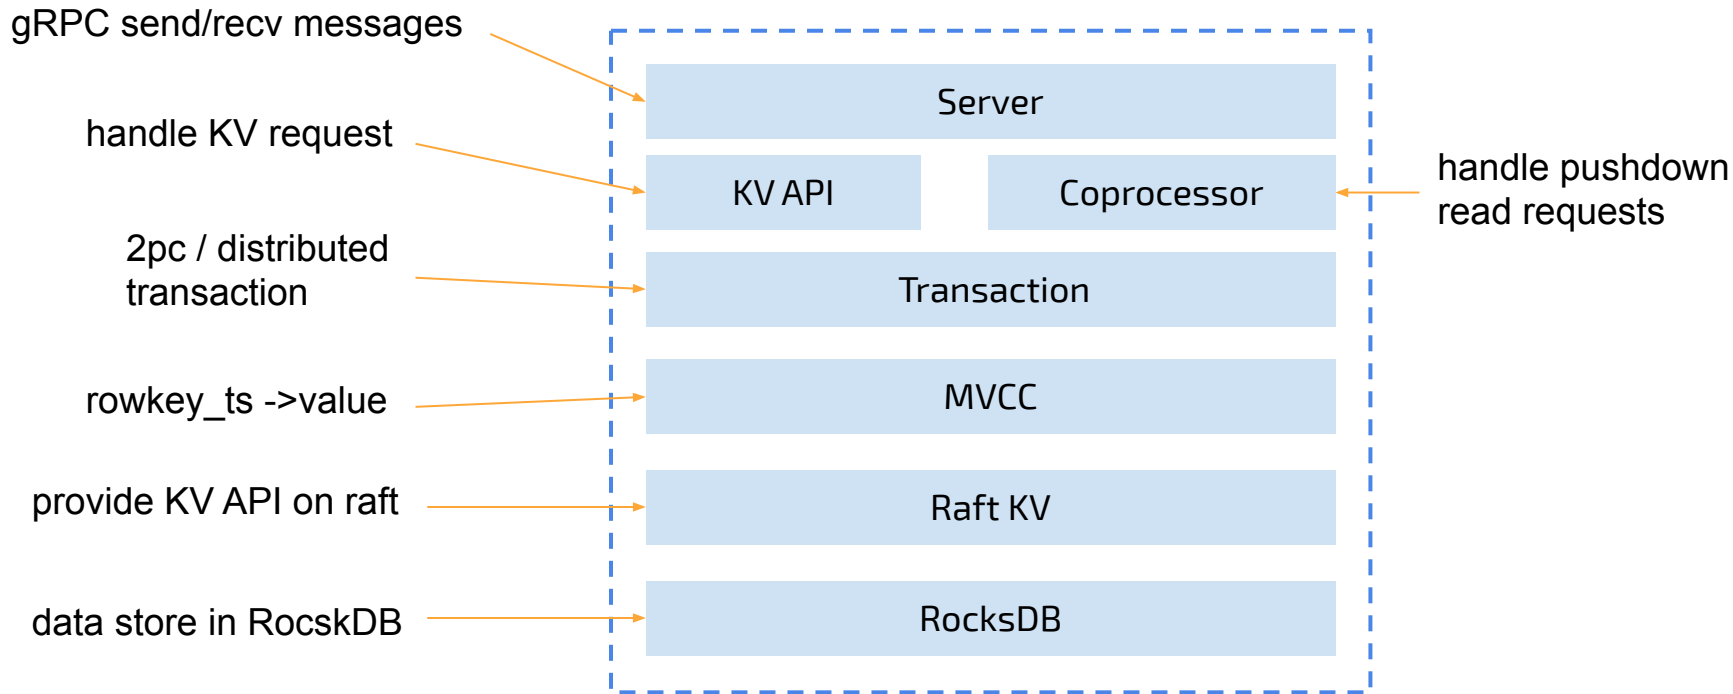 gRPC send/recv messages
Server
handle KV request
KV API
Coprocessor
handle pushdown
read requests
2pc / distributed
transaction
Transaction
rowkey_ts ->value
MVCC
provide KV API on raft
Raft KV
data store in RocskDB
RocksDB